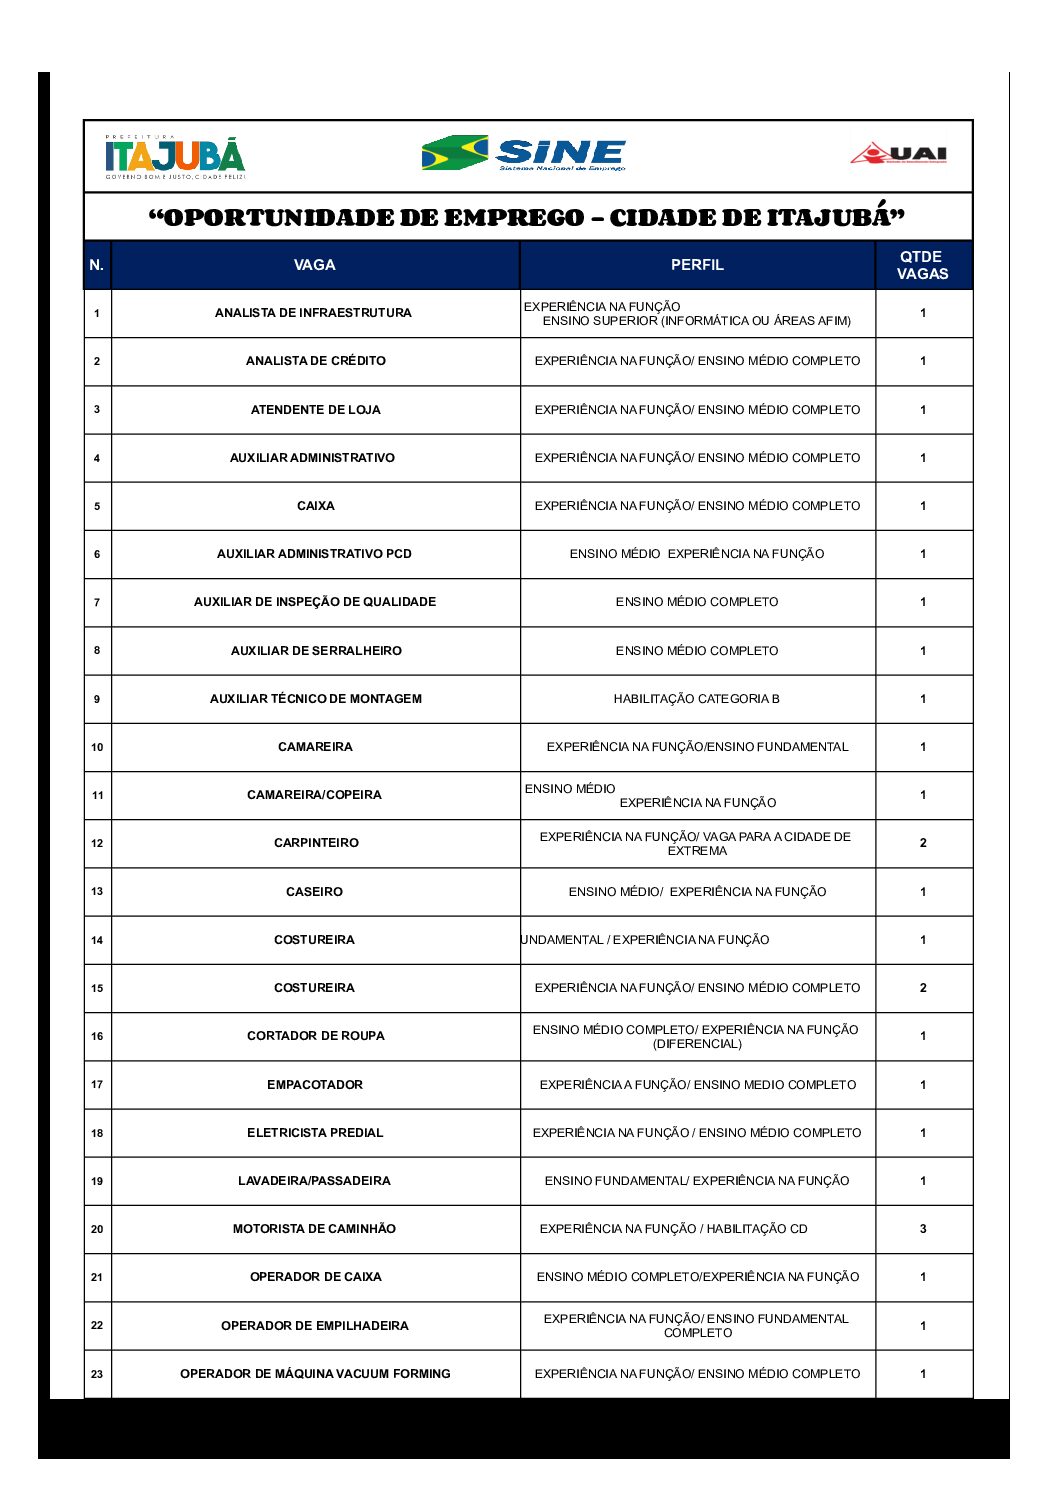 PREFEITURA
ITAJUBÁ
GOVERNO BOM E JUSTO, CIDADE FELIZ!
SINE
Sistema Nacional de Emprego
UAI
“OPORTUNIDADE DE EMPREGO – CIDADE DE ITAJUBÁ”
N. VAGA PERFIL QTDE VAGAS
1 ANALISTA DE INFRAESTRUTURA EXPERIÊNCIA NA FUNÇÃO
ENSINO SUPERIOR (INFORMÁTICA OU ÁREAS AFIM) 1
2 ANALISTA DE CRÉDITO EXPERIÊNCIA NA FUNÇÃO/ ENSINO MÉDIO COMPLETO 1
3 ATENDENTE DE LOJA EXPERIÊNCIA NA FUNÇÃO/ ENSINO MÉDIO COMPLETO 1
4 AUXILIAR ADMINISTRATIVO EXPERIÊNCIA NA FUNÇÃO/ ENSINO MÉDIO COMPLETO 1
5 CAIXA EXPERIÊNCIA NA FUNÇÃO/ ENSINO MÉDIO COMPLETO 1
6 AUXILIAR ADMINISTRATIVO PCD ENSINO MÉDIO EXPERIÊNCIA NA FUNÇÃO 1
7 AUXILIAR DE INSPEÇÃO DE QUALIDADE ENSINO MÉDIO COMPLETO 1
8 AUXILIAR DE SERRALHEIRO ENSINO MÉDIO COMPLETO 1
9 AUXILIAR TÉCNICO DE MONTAGEM HABILITAÇÃO CATEGORIA B 1
10 CAMAREIRA EXPERIÊNCIA NA FUNÇÃO/ENSINO FUNDAMENTAL 1
11 CAMAREIRA/COPEIRA ENSINO MÉDIO
EXPERIÊNCIA NA FUNÇÃO 1
12 CARPINTEIRO EXPERIÊNCIA NA FUNÇÃO/ VAGA PARA A CIDADE DE
EXTREMA 2
13 CASEIRO ENSINO MÉDIO/ EXPERIÊNCIA NA FUNÇÃO 1
14 COSTUREIRA UNDAMENTAL / EXPERIÊNCIA NA FUNÇÃO 1
15 COSTUREIRA EXPERIÊNCIA NA FUNÇÃO/ ENSINO MÉDIO COMPLETO 2
16 CORTADOR DE ROUPA ENSINO MÉDIO COMPLETO/ EXPERIÊNCIA NA FUNÇÃO
(DIFERENCIAL) 1
17 EMPACOTADOR EXPERIÊNCIA A FUNÇÃO/ ENSINO MEDIO COMPLETO 1
18 ELETRICISTA PREDIAL EXPERIÊNCIA NA FUNÇÃO / ENSINO MÉDIO COMPLETO 1
19 LAVADEIRA/PASSADEIRA ENSINO FUNDAMENTAL/ EXPERIÊNCIA NA FUNÇÃO 1
20 MOTORISTA DE CAMINHÃO EXPERIÊNCIA NA FUNÇÃO / HABILITAÇÃO CD 3
21 OPERADOR DE CAIXA ENSINO MÉDIO COMPLETO/EXPERIÊNCIA NA FUNÇÃO 1
22 OPERADOR DE EMPILHADEIRA EXPERIÊNCIA NA FUNÇÃO/ ENSINO FUNDAMENTAL
COMPLETO 1
23 OPERADOR DE MÁQUINA VACUUM FORMING EXPERIÊNCIA NA FUNÇÃO/ ENSINO MÉDIO COMPLETO 1